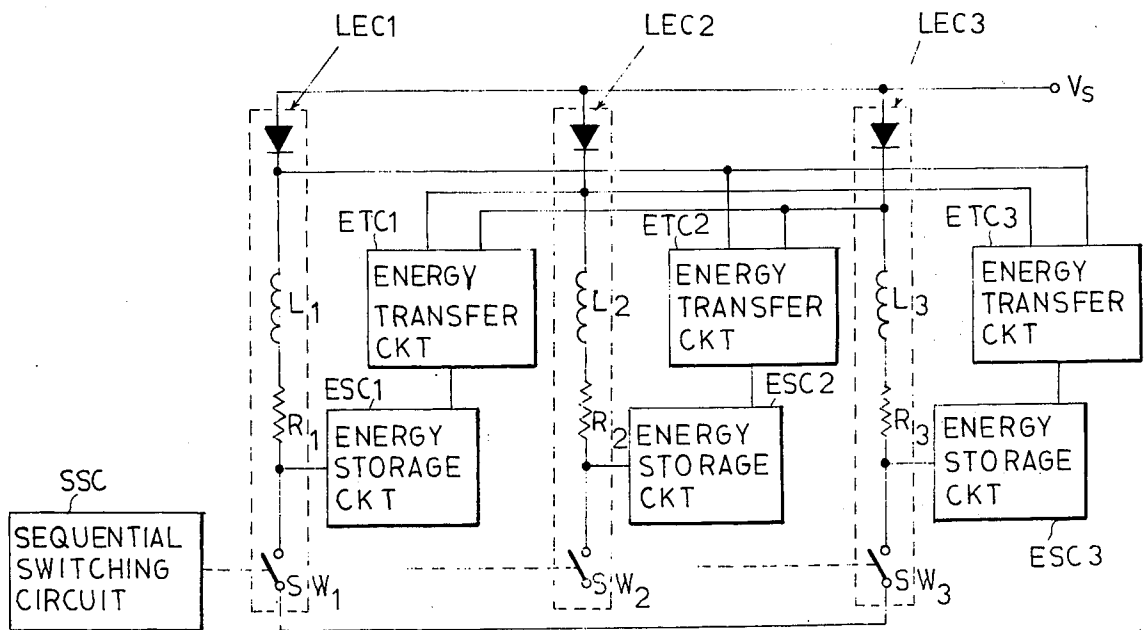 LEC1
LEC2
LEC3
VS
ETC1
ETC2
ETC3
ENERGY
TRANSFER
CKT
ENERGY
TRANSFER
CKT
ENERGY
TRANSFER
CKT
L1
L2
L3
ESC1
ESC2
R1
R2
R3
ENERGY
STORAGE
CKT
ENERGY
STORAGE
CKT
ENERGY
STORAGE
CKT
ESC3
SSC
SEQUENTIAL
SWITCHING
CIRCUIT
SW1
SW2
SW3